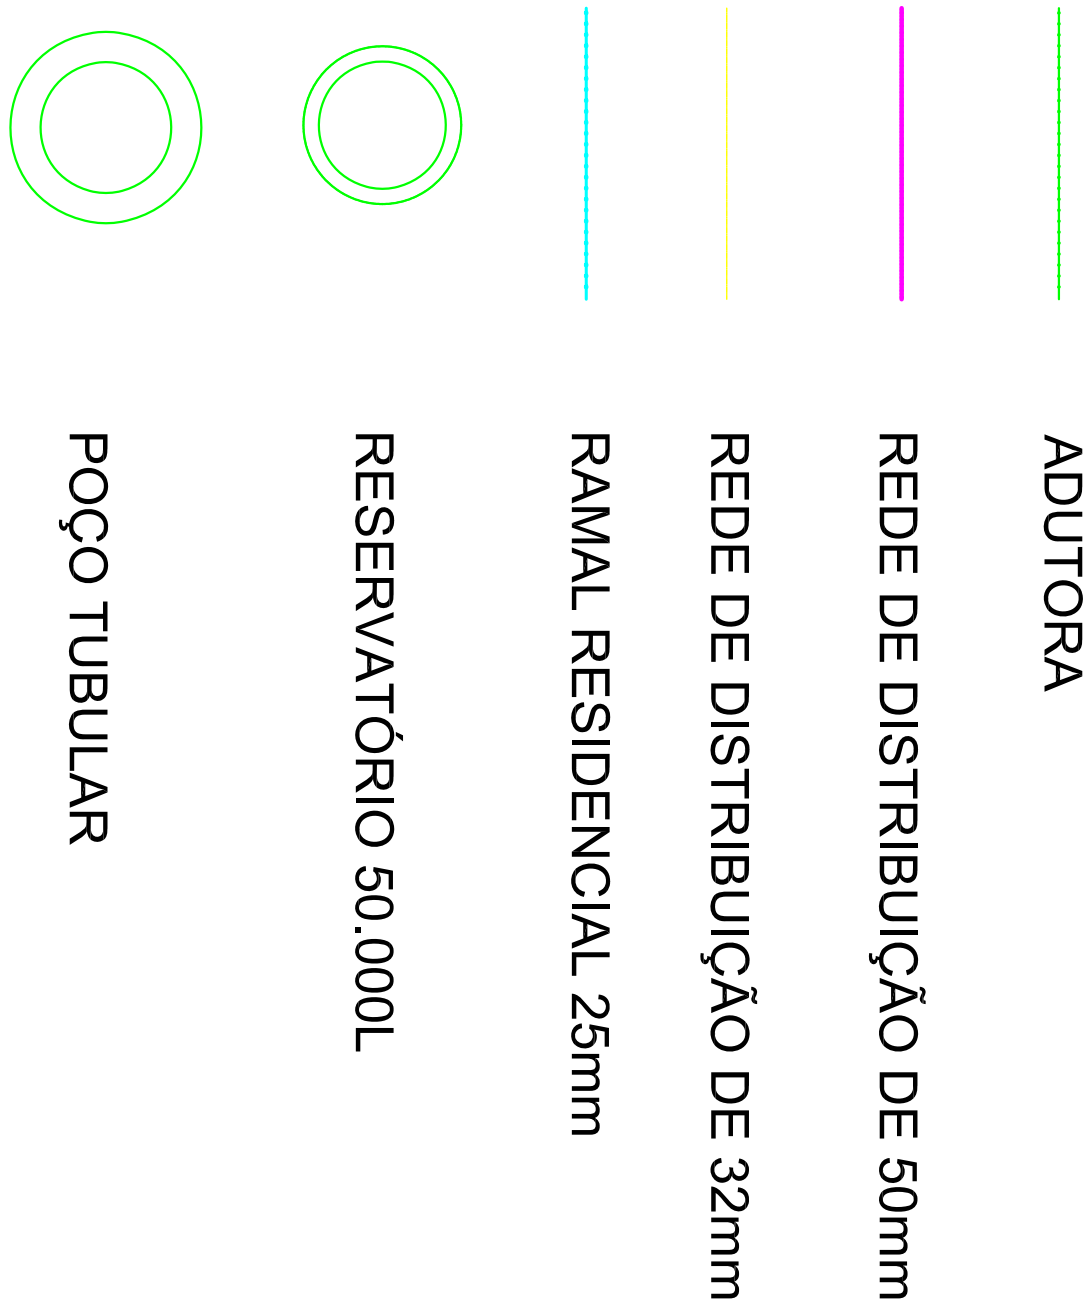 ADUTORA
REDE DE DISTRIBUIÇÃO DE 50mm
REDE DE DISTRIBUIÇÃO DE 32mm
RAMAL RESIDENCIAL 25mm
RESERVATÓRIO 50.000L
POÇO TUBULAR